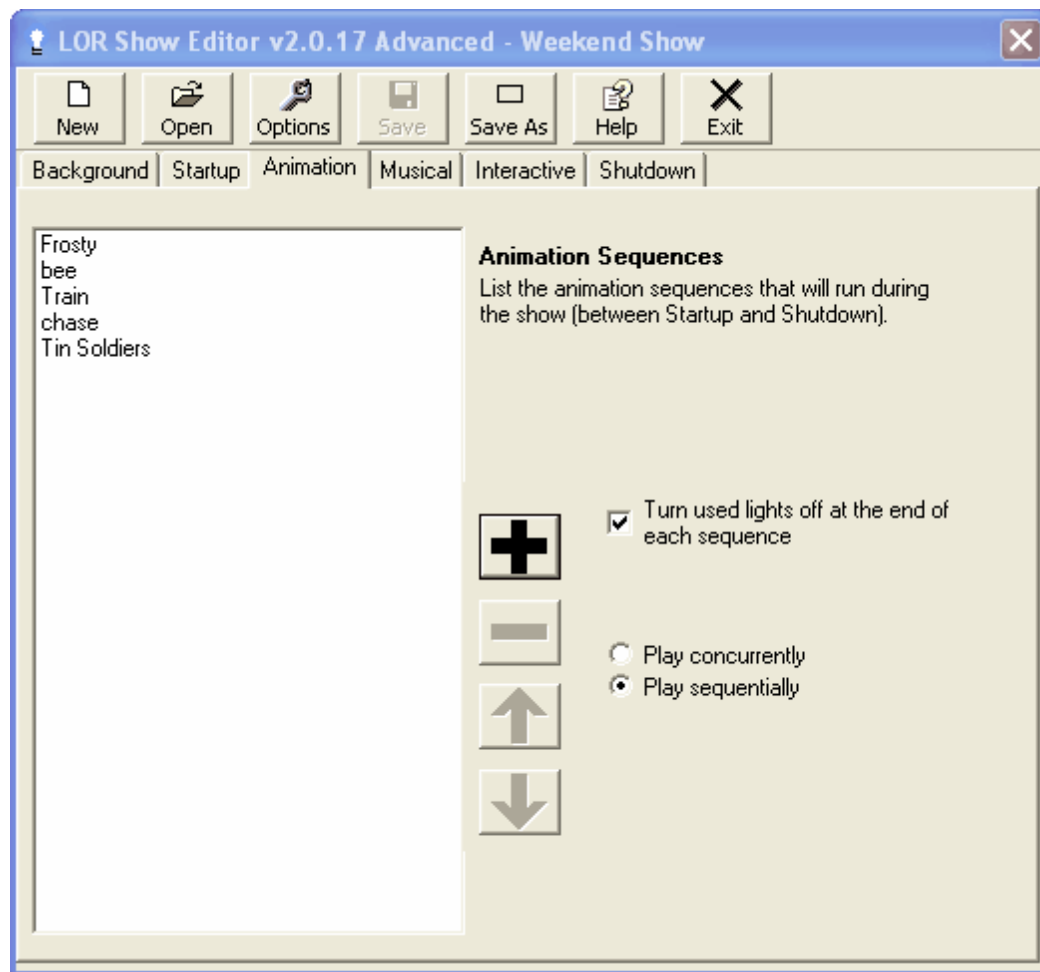 LOR Show Editor v2.0.17 Advanced - Weekend Show
New Open Options Save Save As Help Exit
Background Startup Animation Musical Interactive Shutdown
Frosty
bee
Train
chase
Tin Soldiers
Animation Sequences
List the animation sequences that will run during
the show (between Startup and Shutdown).
Turn used lights off at the end of
each sequence
Play concurrently
Play sequentially